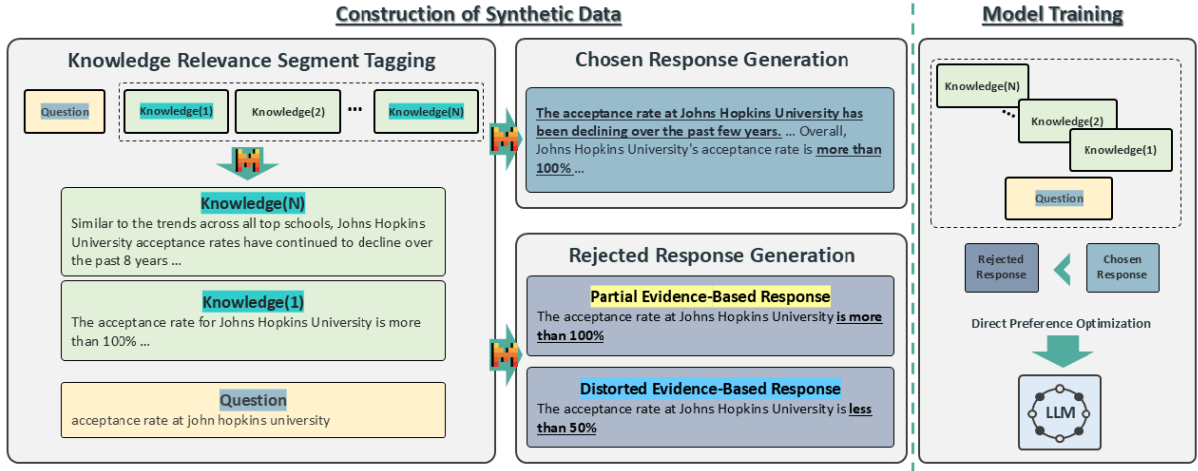 Construction of Synthetic Data
Model Training
Knowledge Relevance Segment Tagging
Question
Knowledge(1)
Knowledge(2)
...
Knowledge(N)
Knowledge(N)
Similar to the trends across all top schools, Johns Hopkins
University acceptance rates have continued to decline over
the past 8 years ...
Knowledge(1)
The acceptance rate for Johns Hopkins University is more
than 100% ...
Question
acceptance rate at john hopkins university
Chosen Response Generation
The acceptance rate at Johns Hopkins University has
been declining over the past few years. ... Overall,
Johns Hopkins University's acceptance rate is more than
100% ...
Rejected Response Generation
Partial Evidence-Based Response
The acceptance rate at Johns Hopkins University is more
than 100%
Distorted Evidence-Based Response
The acceptance rate at Johns Hopkins University is less
than 50%
Knowledge(N)
...
Knowledge(2)
Knowledge(1)
Question
Rejected
Response
Chosen
Response
Direct Preference Optimization
LLM